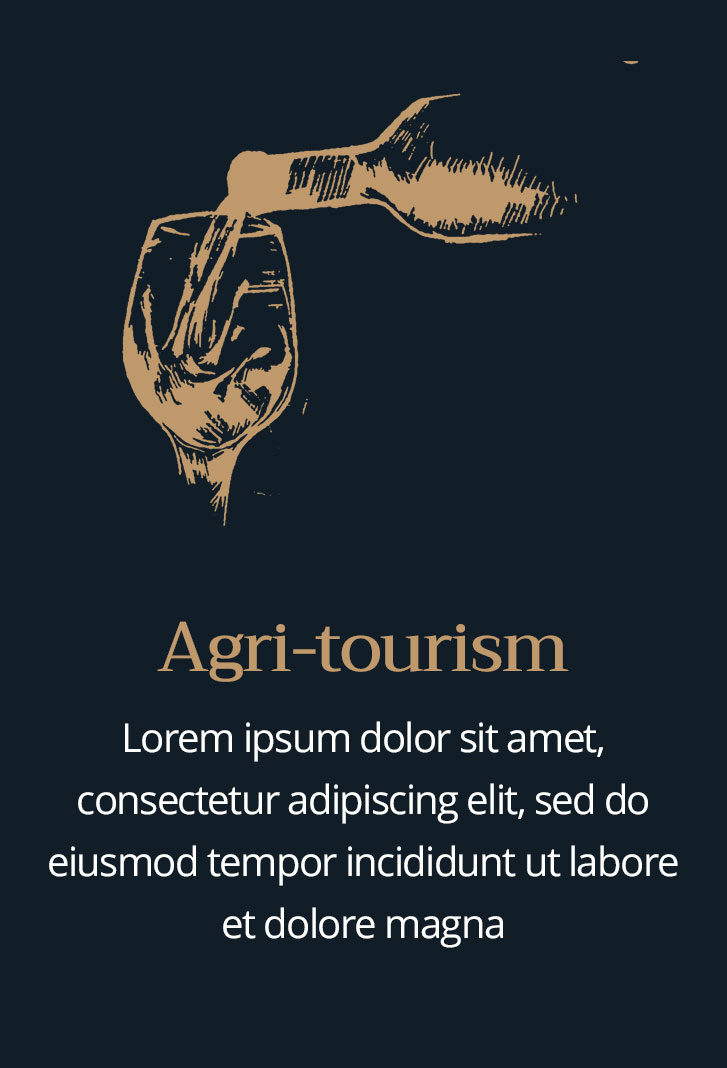 Agri-tourism
Lorem ipsum dolor sit amet,
consectetur adipiscing elit, sed do
eiusmod tempor incididunt ut labore
et dolore magna